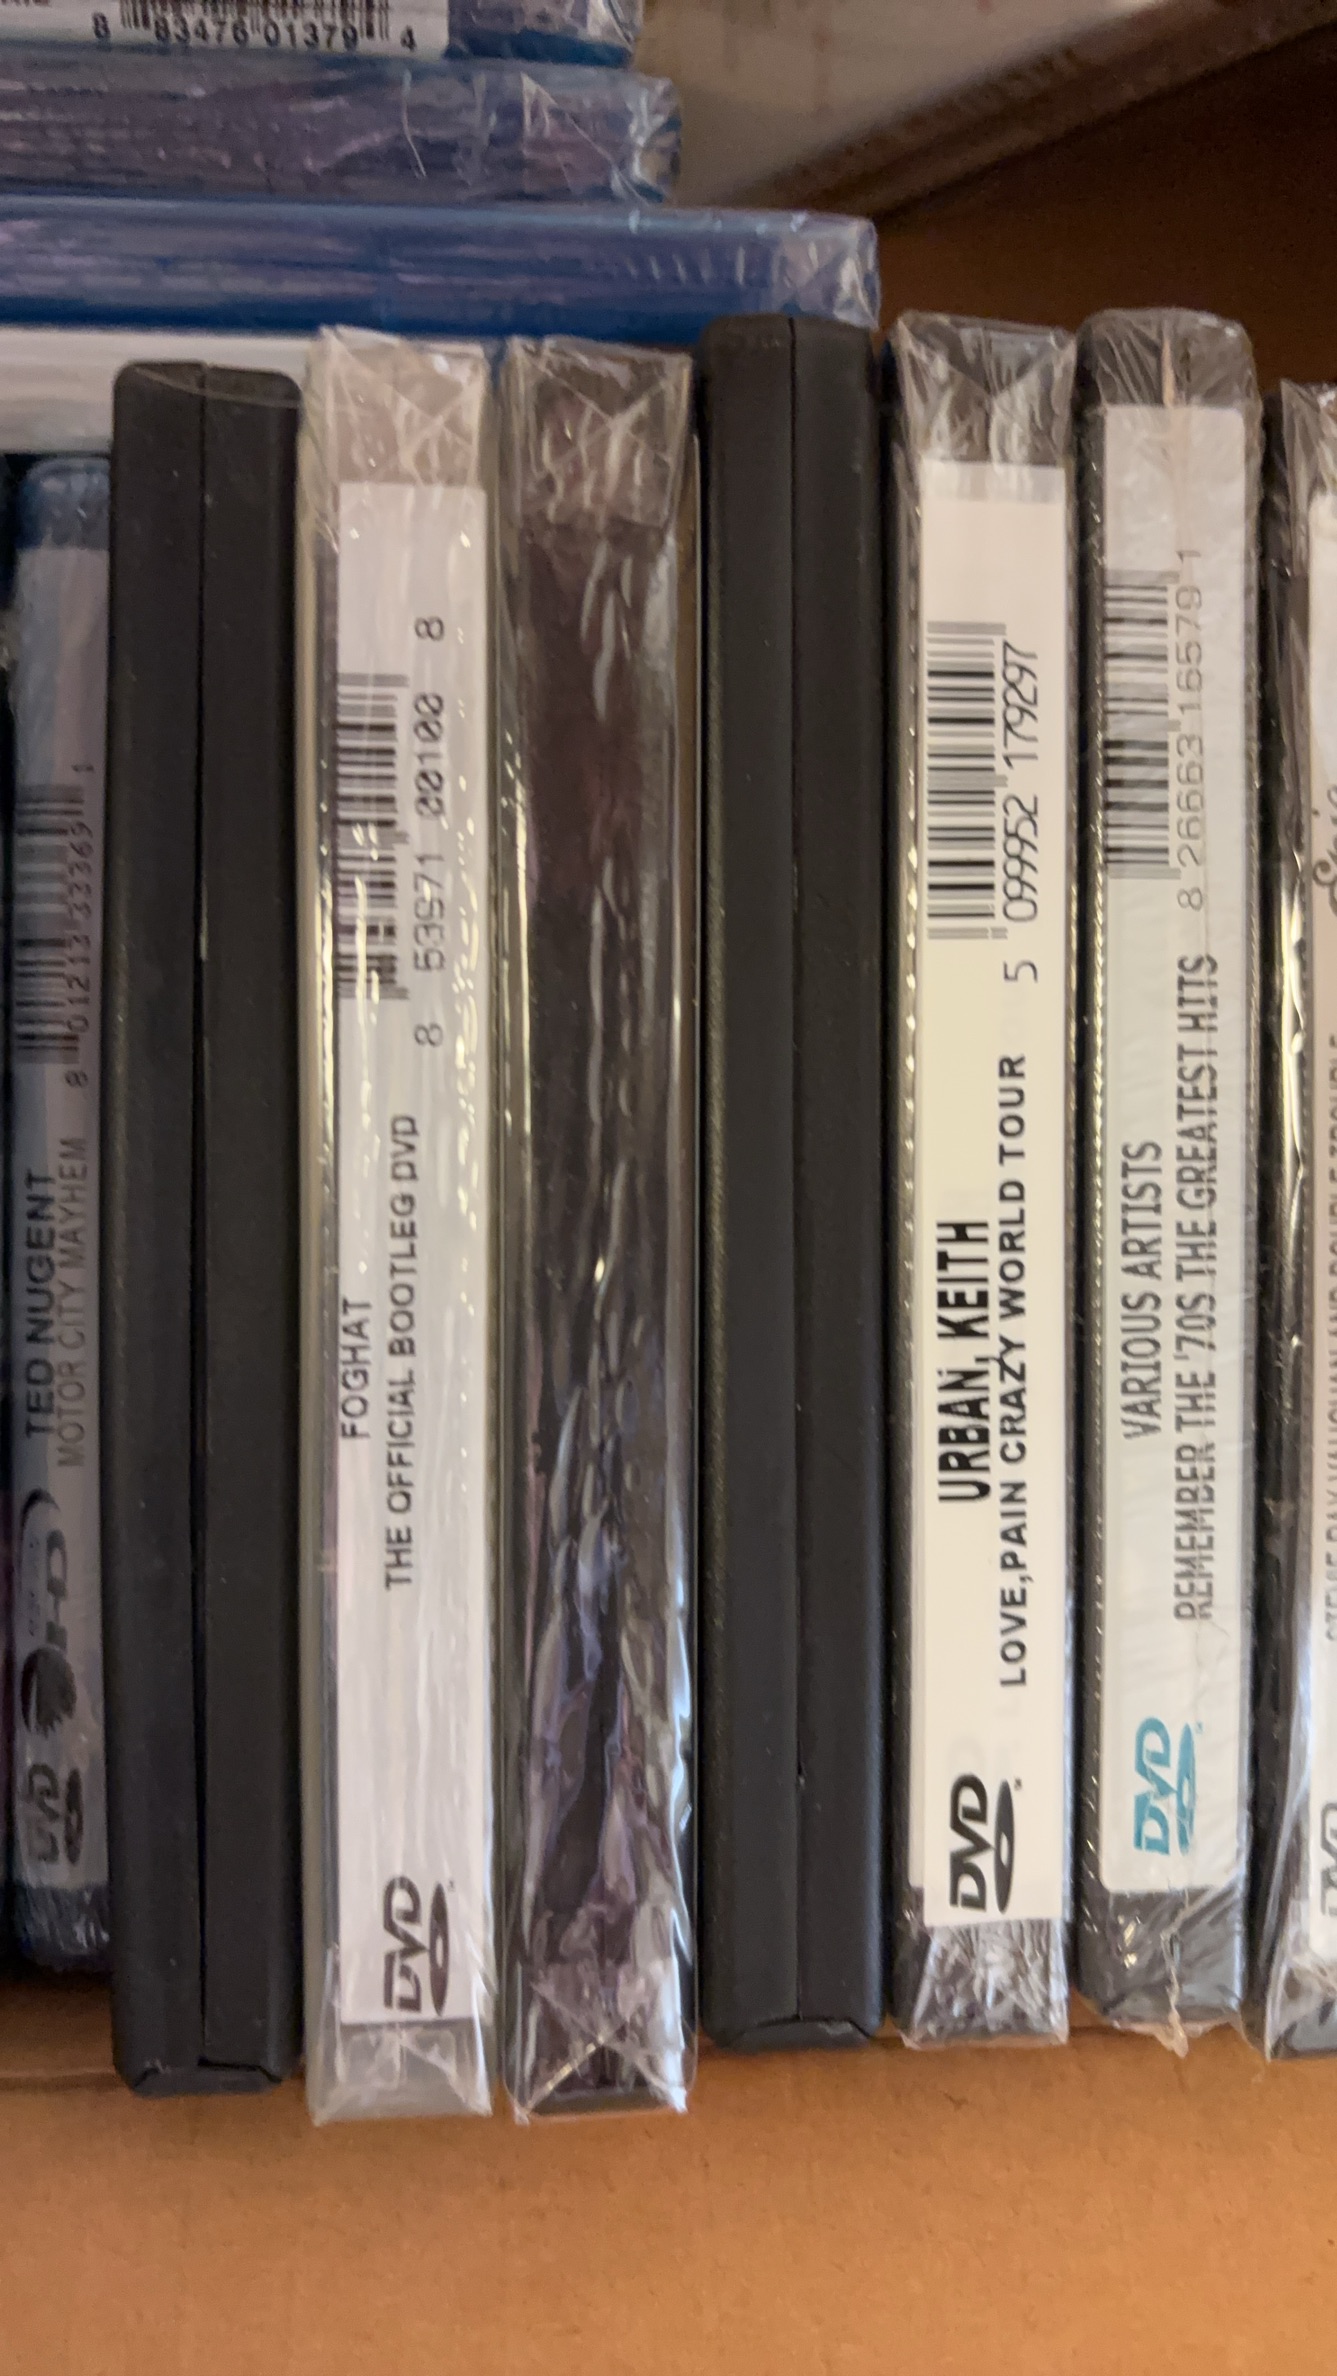 8 83476 01379 4
TED NUGENT
MOTOR CITY MAYHEM
8 01213 33369 1
DVD
FOGHAT
THE OFFICIAL BOOTLEG DVD
8
00100 8
DVD
URBAN, KEITH
LOVE,PAIN CRAZY WORLD TOUR
5 099952 179297
DVD
VARIOUS ARTISTS
REMEMBER THE '70S THE GREATEST HITS
8 26663 16579 1
DVD
DVD